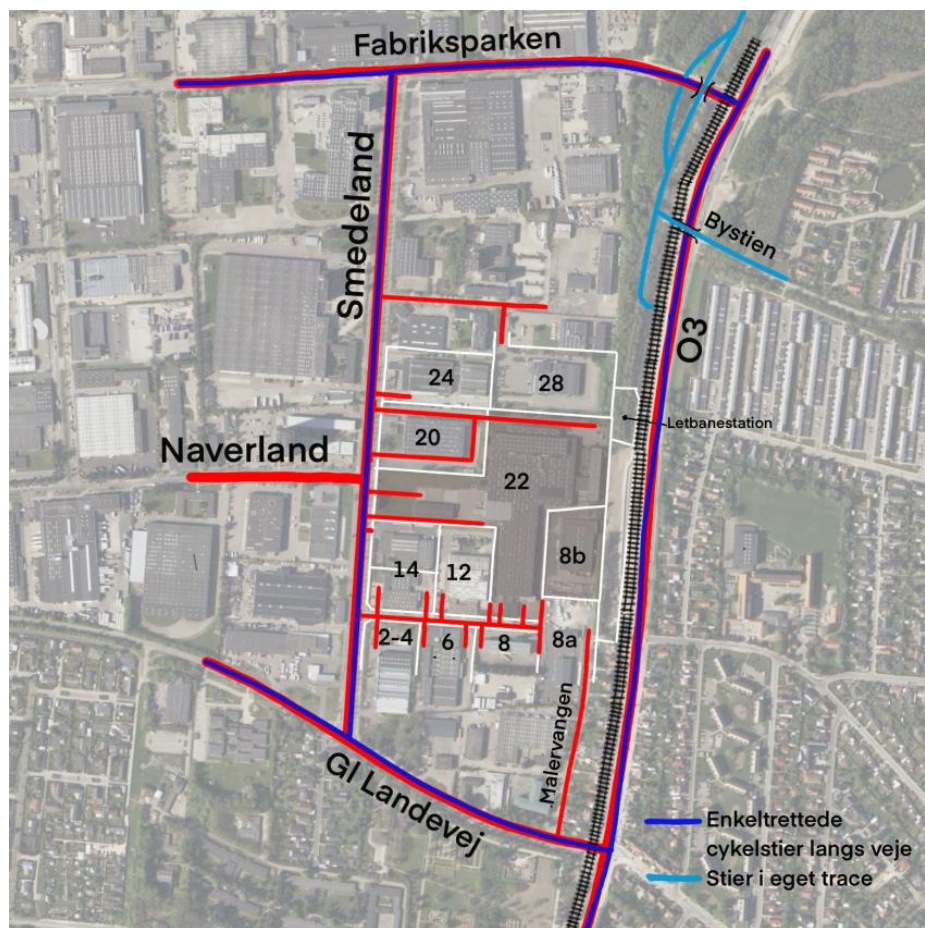 Fabriksparken
Smedeland
Bystien
O3
24
28
Letbanestation
20
Naverland
22
8b
14
12
2-4
6
8
8a
Malervangen
Gl Landevej
Enkeltrettede
cykelstier langs veje
Stier i eget trace